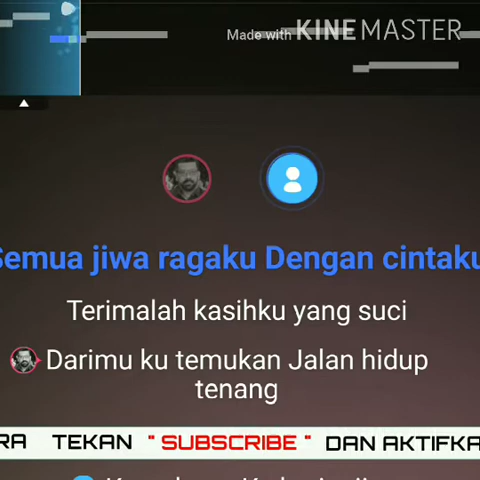 Made with KINEMASTER
Semua jiwa ragaku Dengan cintaku
Terimalah kasihku yang suci
Darimu ku temukan Jalan hidup
tenang
RA TEKAN " SUBSCRIBE " DAN AKTIFKA